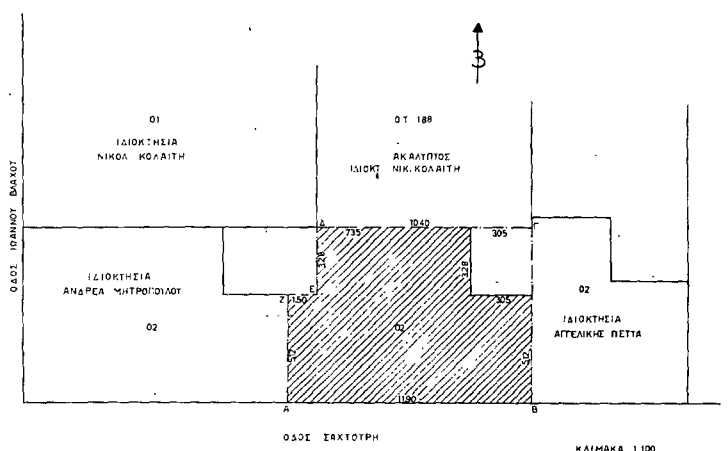 3
01
ΙΔΙΟΚΤΗΣΙΑ
ΝΙΚΟΛ ΚΟΛΑΙΤΗ
ΟΤ 188
ΑΚΑΛΥΠΤΟΣ
ΙΔΙΟΚΤ ΝΙΚ. ΚΟΛΑΙΤΗ
ΟΔΟΣ ΙΩΑΝΝΟΥ ΒΛΑΧΟΥ
Δ
1040
Γ
735
305
328
328
ΙΔΙΟΚΤΗΣΙΑ
ΑΝΔΡΕΑ ΜΗΤΡΟΠΟΥΛΟΥ
02
Ζ 150 Ε
305
02
02
ΙΔΙΟΚΤΗΣΙΑ
ΑΓΓΕΛΙΚΗΣ ΠΕΤΤΑ
512
512
1190
Α
Β
ΟΔΟΣ ΣΑΧΤΟΥΡΗ
ΚΛΙΜΑΚΑ 1:100